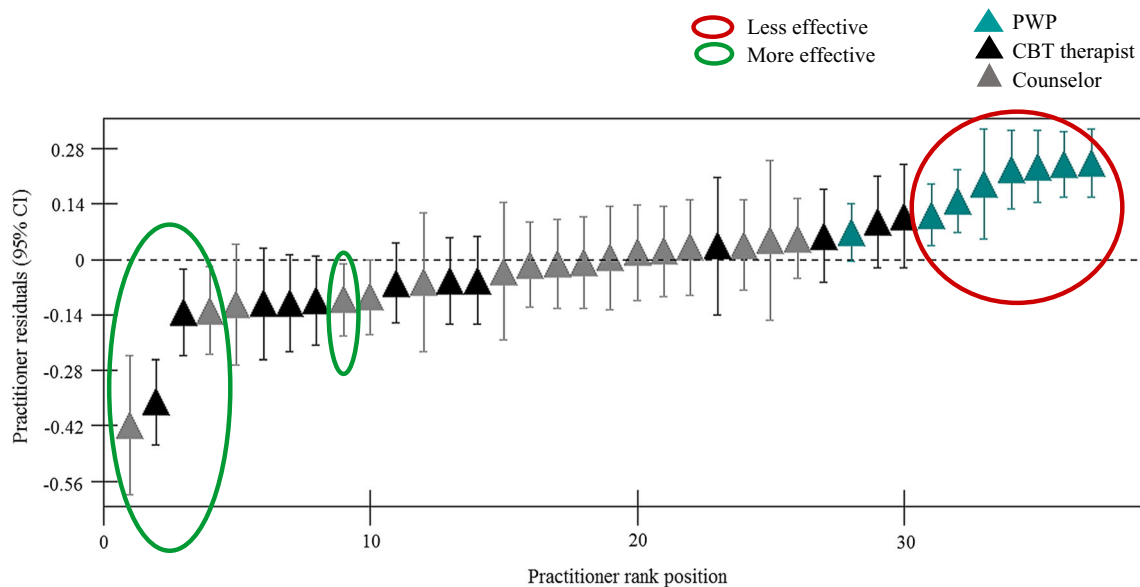 Less effective
More effective
PWP
CBT therapist
Counselor
Practitioner residuals (95% CI)
0.28
0.14
0
-0.14
-0.28
-0.42
-0.56
0
10
20
30
Practitioner rank position